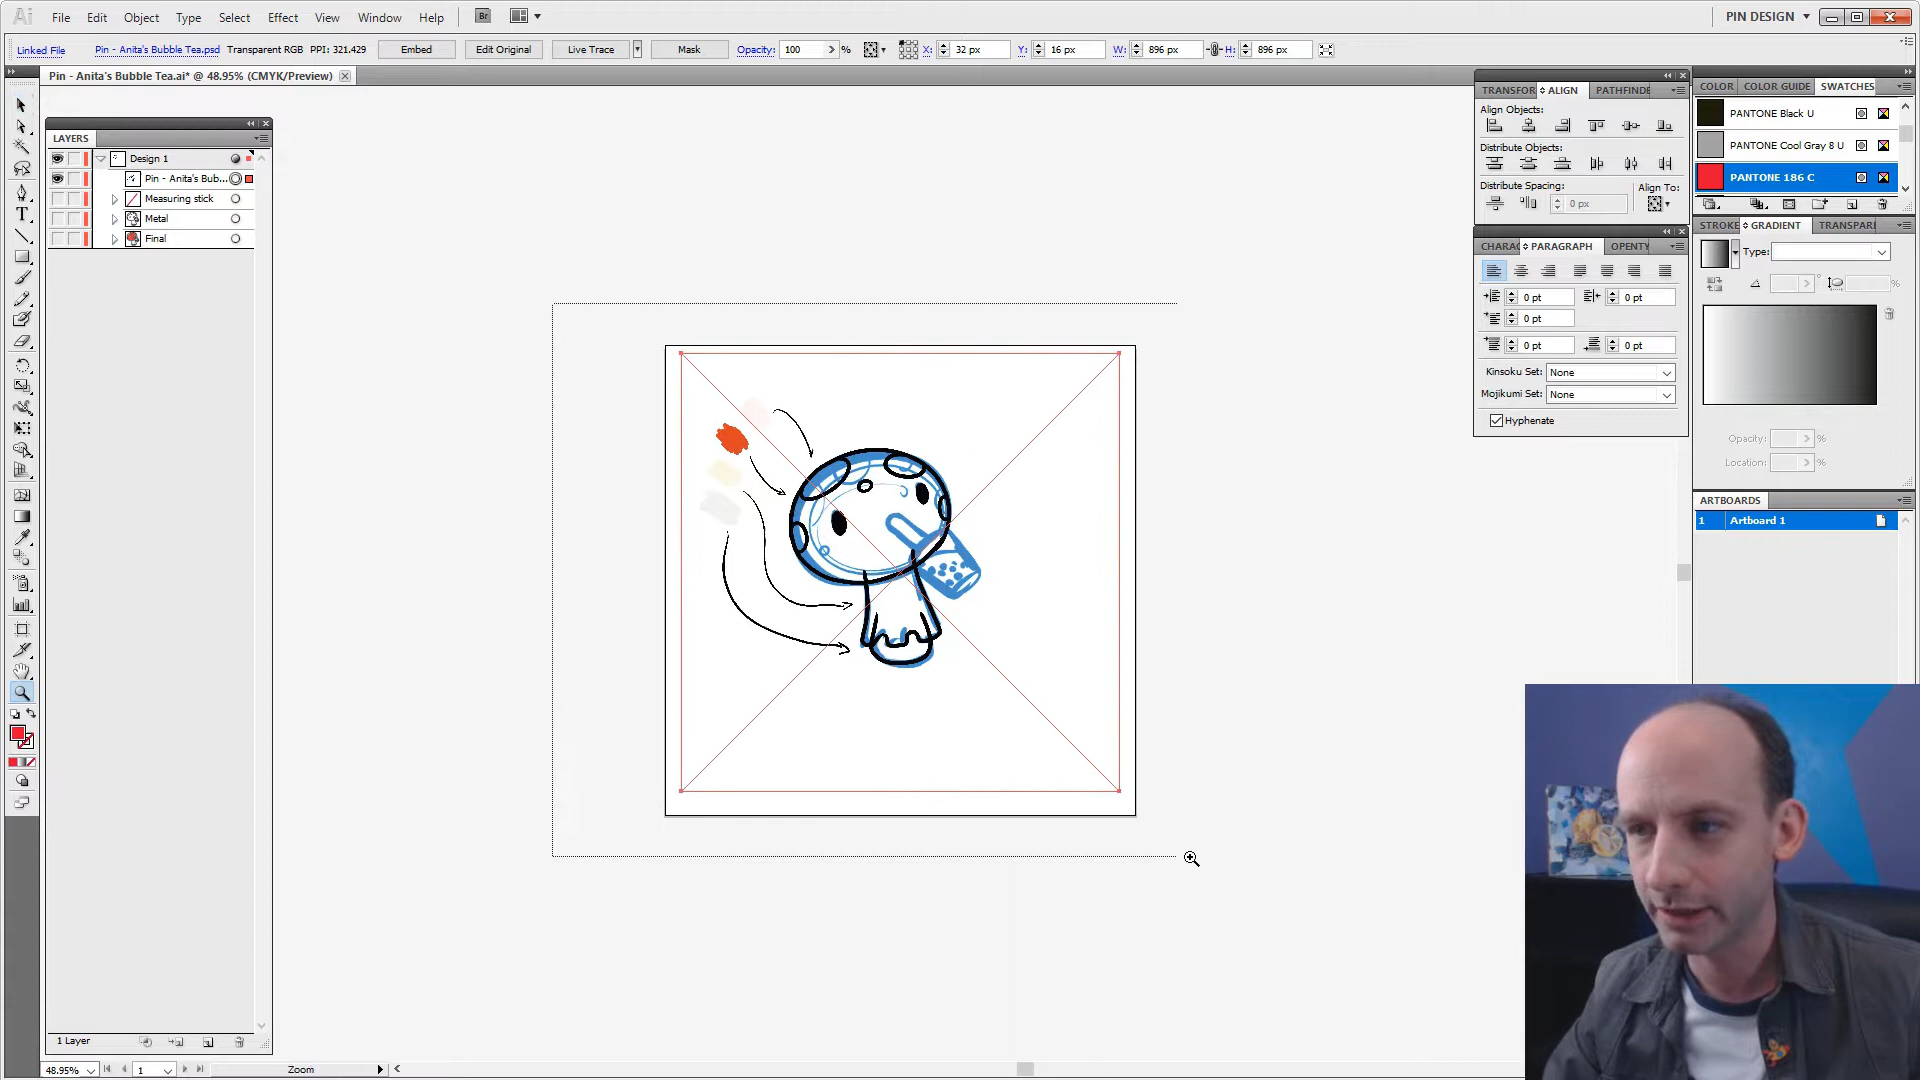 Ai File Edit Object Type Select Effect View Window Help Br PIN DESIGN
Linked File Pin - Anita's Bubble Tea.psd Transparent RGB PPI: 321.429 Embed Edit Original Live Trace Mask Opacity: 100 % X: 32 px Y: 16 px W: 896 px H: 896 px
Pin - Anita's Bubble Tea.ai* @ 48.95% (CMYK/Preview)
LAYERS
Design 1
Pin - Anita's Bub...
Measuring stick
Metal
Final
1 Layer
48.95% 1 Zoom
TRANSFOR ALIGN PATHFINDE
Align Objects:
Distribute Objects:
Distribute Spacing: Align To:
0 px
CHARAC PARAGRAPH OPENTY
0 pt 0 pt
0 pt
0 pt 0 pt
Kinsoku Set: None
Mojikumi Set: None
Hyphenate
COLOR COLOR GUIDE SWATCHES
PANTONE Black U
PANTONE Cool Gray 8 U
PANTONE 186 C
STROKE GRADIENT TRANSPARE
Type:
%
Opacity: %
Location: %
ARTBOARDS
1 Artboard 1